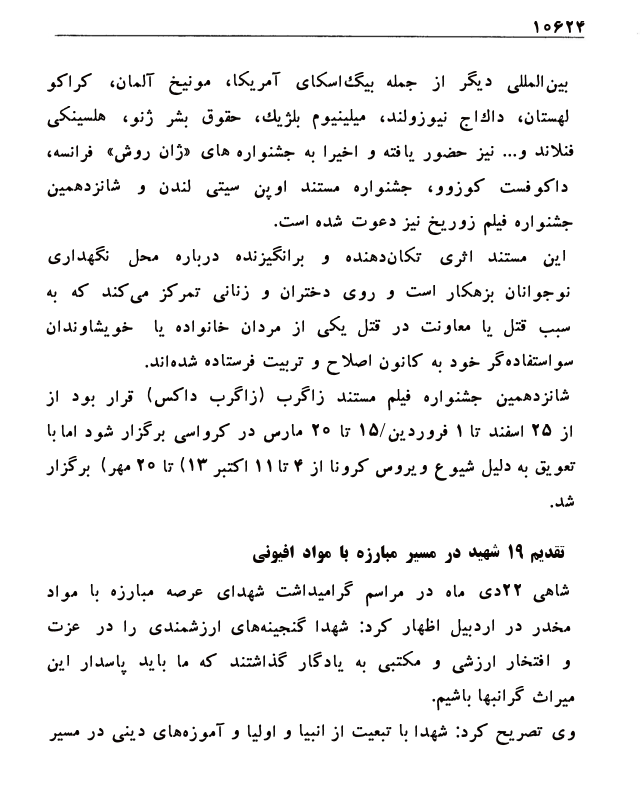 ۱۰۶۲۴
بین‌المللی دیگر از جمله بیگ‌اسکای آمریکا، مونیخ آلمان، کراکو
لهستان، داک‌اج نیوزولند، میلینیوم بلژیک، حقوق بشر ژنو، هلسینکی
فنلاند و... نیز حضور یافته و اخیرا به جشنواره های «ژان روش» فرانسه،
داکوفست کوزوو، جشنواره مستند اوپن سیتی لندن و شانزدهمین
جشنواره فیلم زوریخ نیز دعوت شده است.
این مستند اثری تکان‌دهنده و برانگیزنده درباره محل نگهداری
نوجوانان بزهکار است و روی دختران و زنانی تمرکز می‌کند که به
سبب قتل یا معاونت در قتل یکی از مردان خانواده یا خویشاوندان
سواستفاده‌گر خود به کانون اصلاح و تربیت فرستاده شده‌اند.
شانزدهمین جشنواره فیلم مستند زاگرب (زاگرب داکس) قرار بود از
از ۲۵ اسفند تا ۱ فروردین/۱۵ تا ۲۰ مارس در کرواسی برگزار شود اما با
تعویق به دلیل شیوع ویروس کرونا از ۴ تا ۱۱ اکتبر ۱۳) تا ۲۰ مهر) برگزار
شد.
تقدیم ۱۹ شهید در مسیر مبارزه با مواد افیونی
شاهی ۲۲دی ماه در مراسم گرامیداشت شهدای عرصه مبارزه با مواد
مخدر در اردبیل اظهار کرد: شهدا گنجینه‌های ارزشمندی را در عزت
و افتخار ارزشی و مکتبی به یادگار گذاشتند که ما باید پاسدار این
میراث گرانبها باشیم.
وی تصریح کرد: شهدا با تبعیت از انبیا و اولیا و آموزه‌های دینی در مسیر